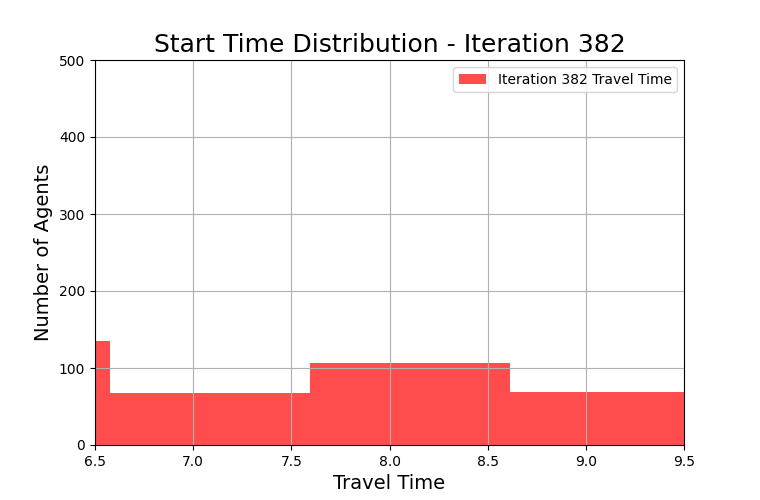 Start Time Distribution - Iteration 382
Iteration 382 Travel Time
Number of Agents
500
400
300
200
100
0
6.5 7.0 7.5 8.0 8.5 9.0 9.5
Travel Time